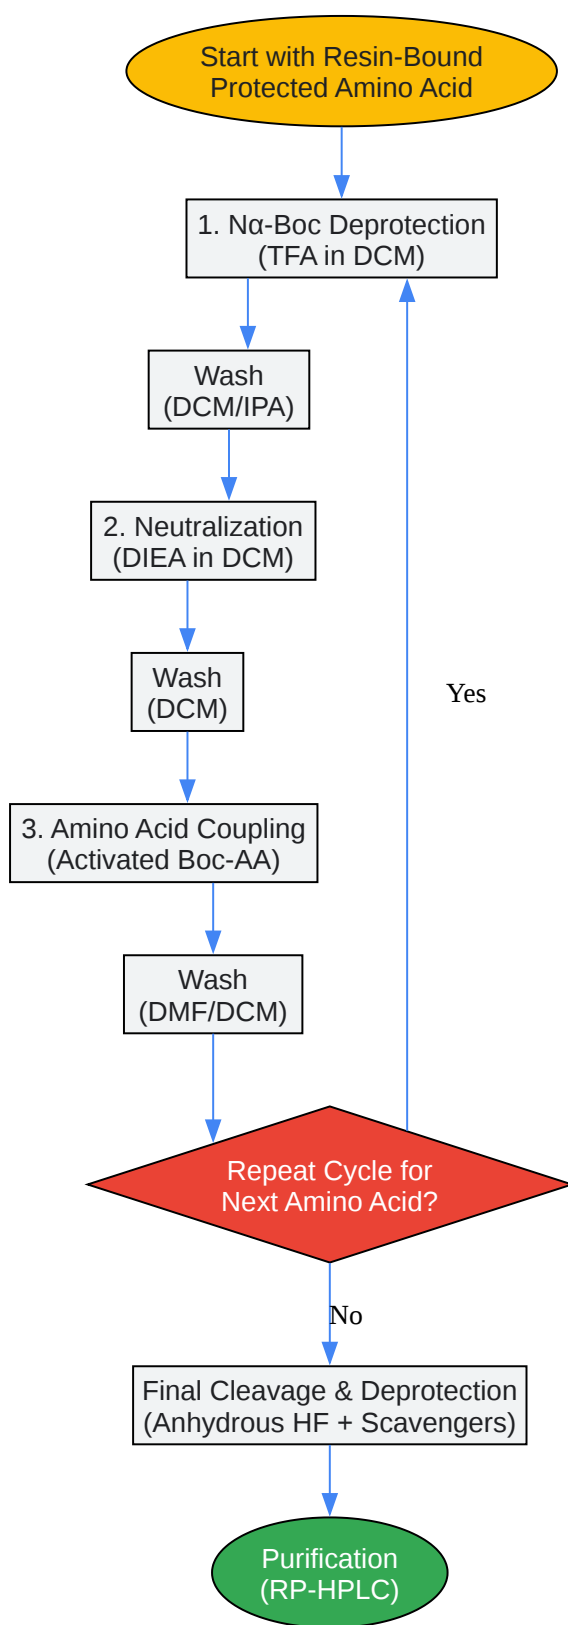 Start with Resin-Bound
Protected Amino Acid
1. Nα-Boc Deprotection
(TFA in DCM)
Wash
(DCM/IPA)
2. Neutralization
(DIEA in DCM)
Wash
(DCM)
Yes
3. Amino Acid Coupling
(Activated Boc-AA)
Wash
(DMF/DCM)
Repeat Cycle for
Next Amino Acid?
No
Final Cleavage & Deprotection
(Anhydrous HF + Scavengers)
Purification
(RP-HPLC)